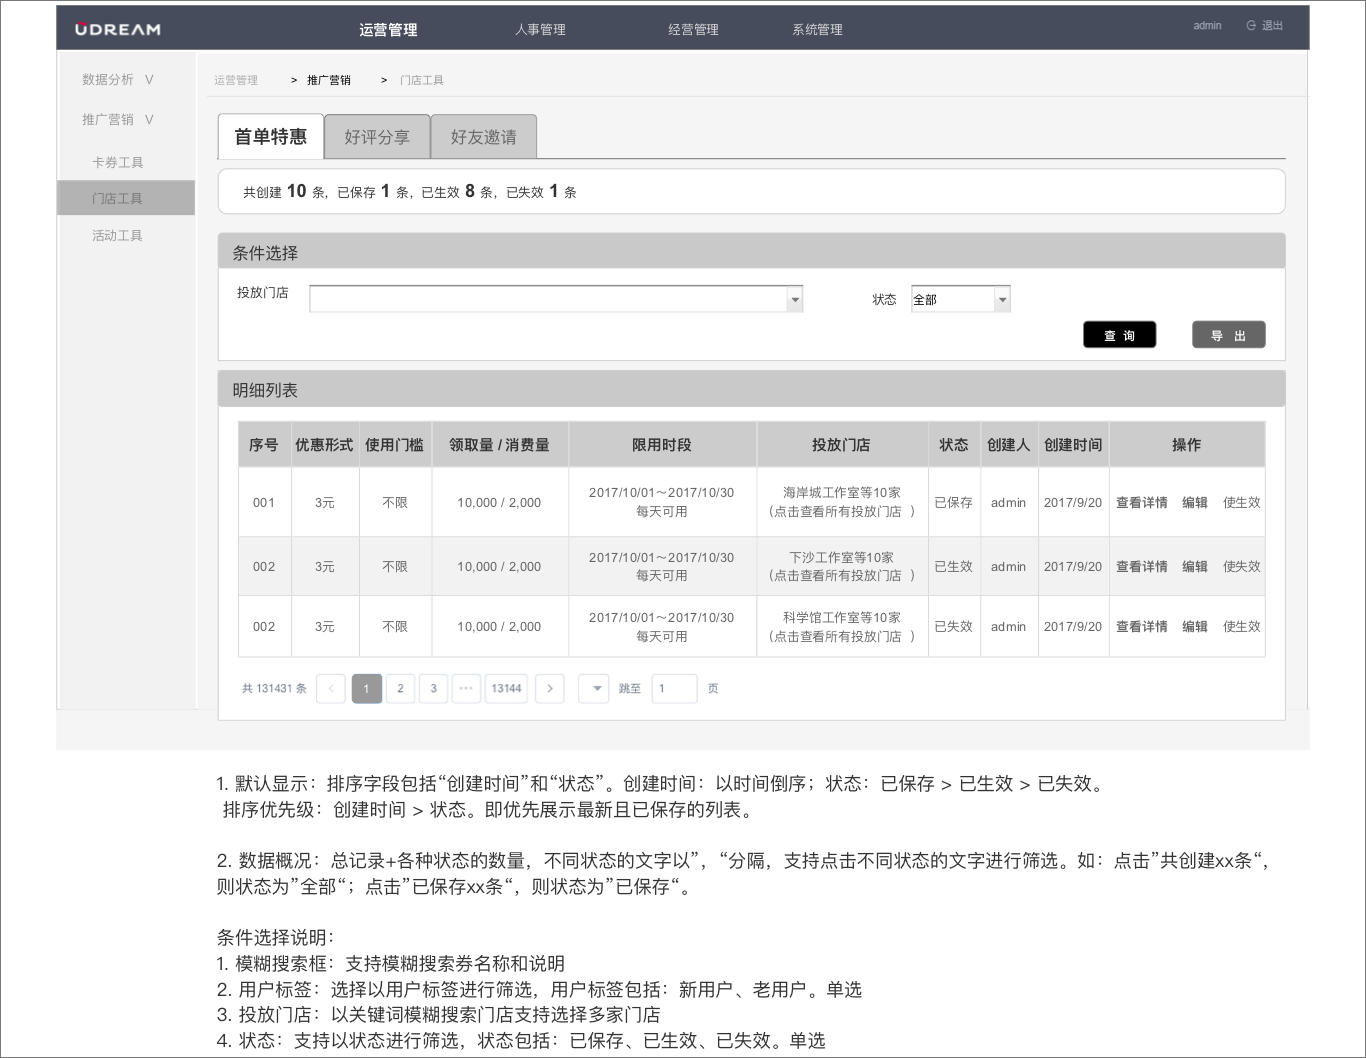 UDREAM
运营管理 人事管理 经营管理 系统管理 admin 退出
数据分析 V
推广营销 V
卡券工具
门店工具
活动工具
运营管理 > 推广营销 > 门店工具
首单特惠 好评分享 好友邀请
共创建 10 条, 已保存 1 条, 已生效 8 条, 已失效 1 条
条件选择
投放门店 状态 全部
查 询 导 出
明细列表
序号 优惠形式 使用门槛 领取量 / 消费量 限用时段 投放门店 状态 创建人 创建时间 操作
001 3元 不限 10,000 / 2,000 2017/10/01～2017/10/30 每天可用 海岸城工作室等10家 (点击查看所有投放门店 ) 已保存 admin 2017/9/20 查看详情 编辑 使生效
002 3元 不限 10,000 / 2,000 2017/10/01～2017/10/30 每天可用 下沙工作室等10家 (点击查看所有投放门店 ) 已生效 admin 2017/9/20 查看详情 编辑 使失效
002 3元 不限 10,000 / 2,000 2017/10/01～2017/10/30 每天可用 科学馆工作室等10家 (点击查看所有投放门店 ) 已失效 admin 2017/9/20 查看详情 编辑 使生效
共 131431 条 < 1 2 3 ··· 13144 > 跳至 1 页
1. 默认显示：排序字段包括“创建时间”和“状态”。创建时间：以时间倒序；状态：已保存 > 已生效 > 已失效。
排序优先级：创建时间 > 状态。即优先展示最新且已保存的列表。
2. 数据概况：总记录+各种状态的数量，不同状态的文字以”，“分隔，支持点击不同状态的文字进行筛选。如：点击”共创建xx条“，
则状态为”全部“；点击”已保存xx条“，则状态为”已保存“。
条件选择说明：
1. 模糊搜索框：支持模糊搜索券名称和说明
2. 用户标签：选择以用户标签进行筛选，用户标签包括：新用户、老用户。单选
3. 投放门店：以关键词模糊搜索门店支持选择多家门店
4. 状态：支持以状态进行筛选，状态包括：已保存、已生效、已失效。单选